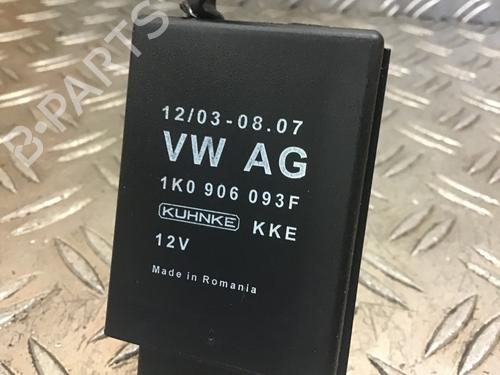 B-PARTS
12/03-08.07
VW AG
1K0 906 093F
KUHNKE KKE
12V
Made in Romania